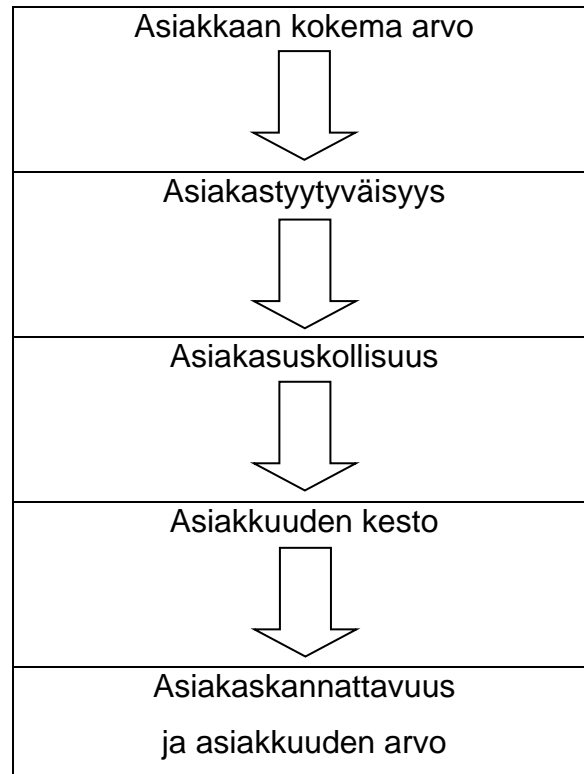 Asiakkaan kokema arvo
Asiakastyytyväisyys
Asiakasuskollisuus
Asiakkuuden kesto
Asiakaskannattavuus
ja asiakkuuden arvo